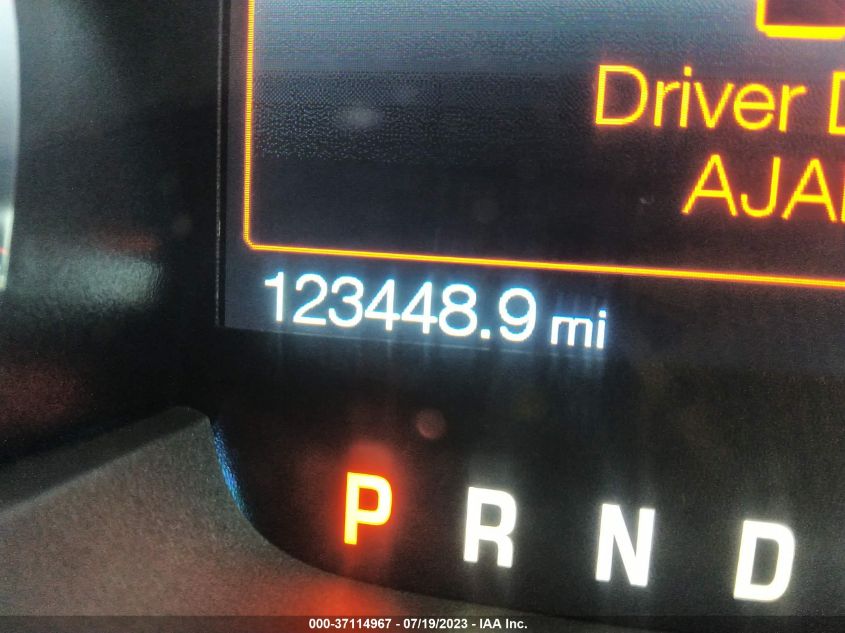 Driver
123448.9 mi
P R N D
000-37114967 - 07/19/2023 - IAA Inc.